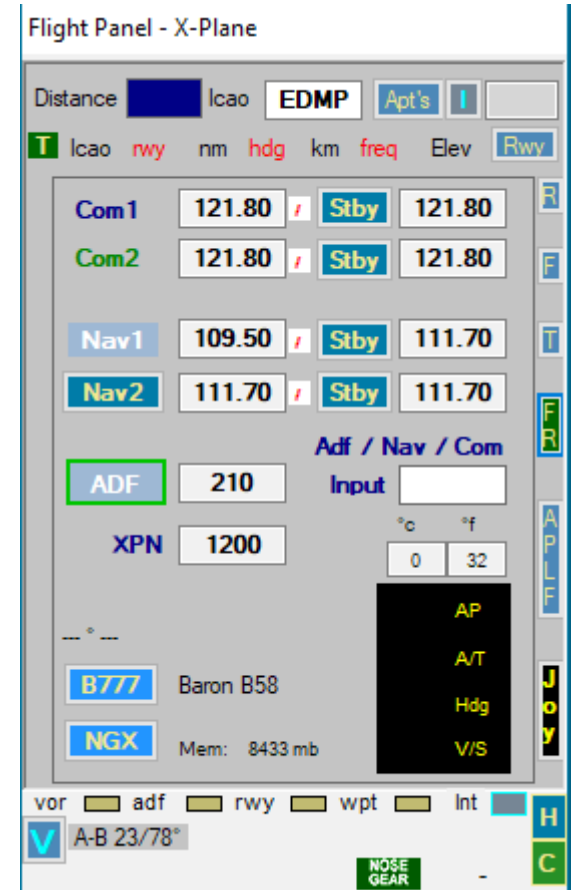 Flight Panel - X-Plane
Distance Icao EDMP Apt's I
T Icao rwy nm hdg km freq Elev Rwy
Com1 121.80 / Stby 121.80 R
Com2 121.80 / Stby 121.80 F
Nav1 109.50 / Stby 111.70 T
Nav2 111.70 / Stby 111.70
Adf / Nav / Com FR
ADF 210 Input
XPN 1200 °c °f
0 32 APLF
AP
--- ° ---
A/T
B777 Baron B58
Hdg Joy
NGX Mem: 8433 mb V/S
vor adf rwy wpt Int H
V A-B 23/78°
NOSE GEAR - C